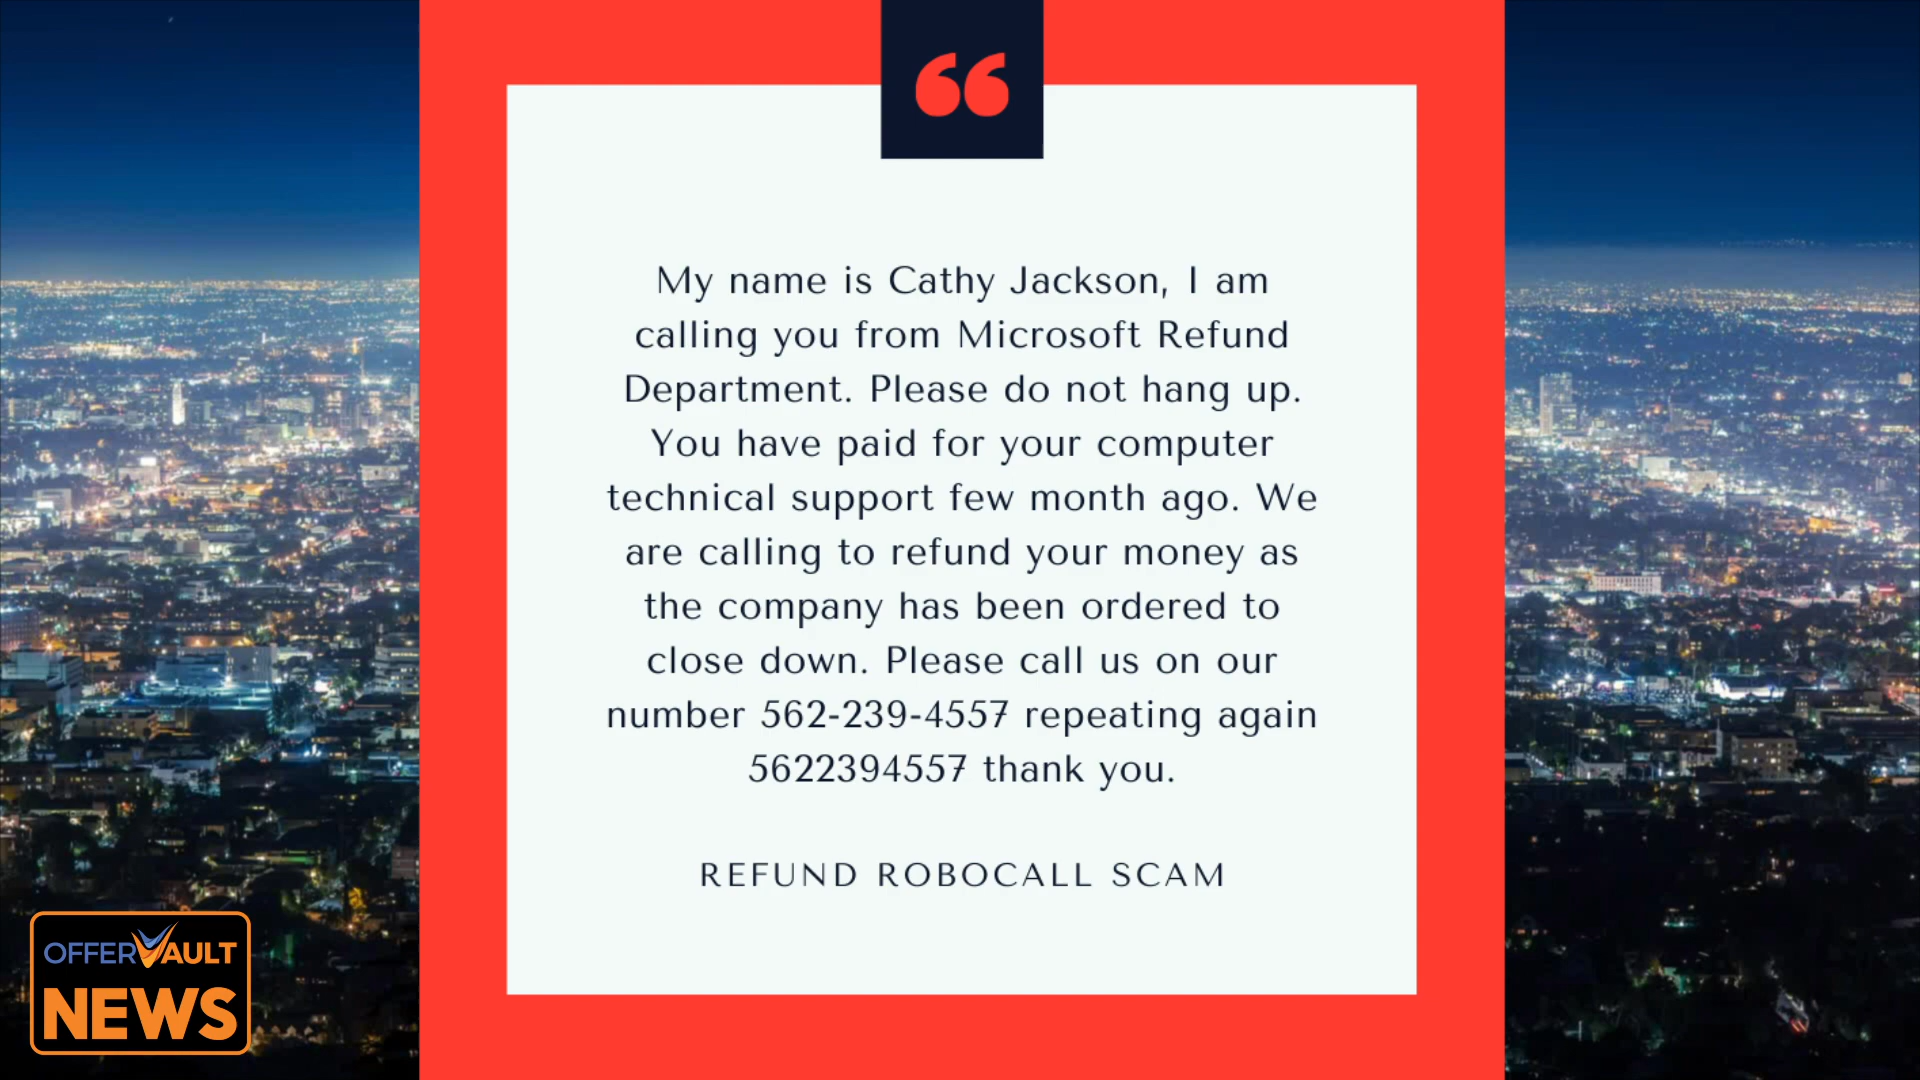 My name is Cathy Jackson, I am
calling you from Microsoft Refund
Department. Please do not hang up.
You have paid for your computer
technical support few month ago. We
are calling to refund your money as
the company has been ordered to
close down. Please call us on our
number 562-239-4557 repeating again
5622394557 thank you.
REFUND ROBOCALL SCAM
OFFERVAULT
NEWS